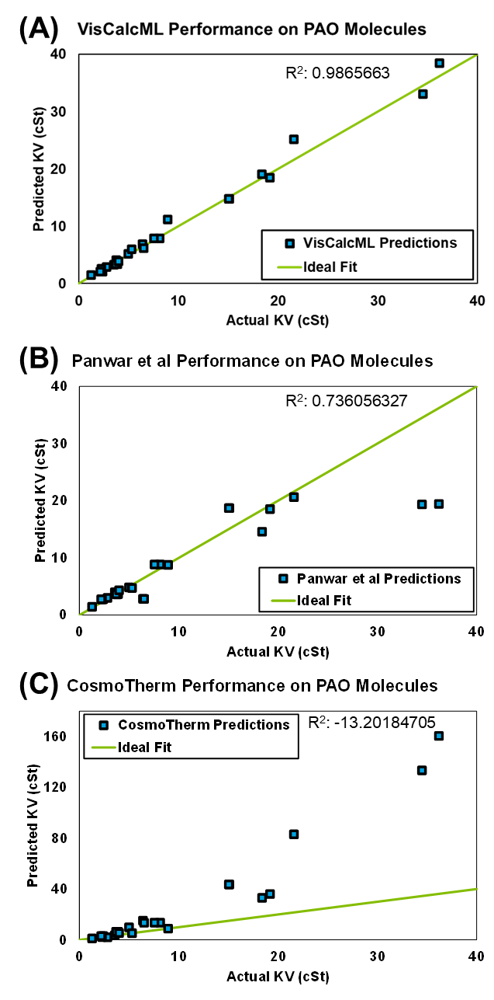 (A) VisCalcML Performance on PAO Molecules
40
R²: 0.9865663
30
Predicted KV (cSt)
20
10
VisCalcML Predictions
Ideal Fit
0
0 10 20 30 40
Actual KV (cSt)
(B) Panwar et al Performance on PAO Molecules
40
R²: 0.736056327
30
Predicted KV (cSt)
20
10
Panwar et al Predictions
Ideal Fit
0
0 10 20 30 40
Actual KV (cSt)
(C) CosmoTherm Performance on PAO Molecules
CosmoTherm Predictions
R²: -13.20184705
Ideal Fit
160
120
Predicted KV (cSt)
80
40
0
0 10 20 30 40
Actual KV (cSt)